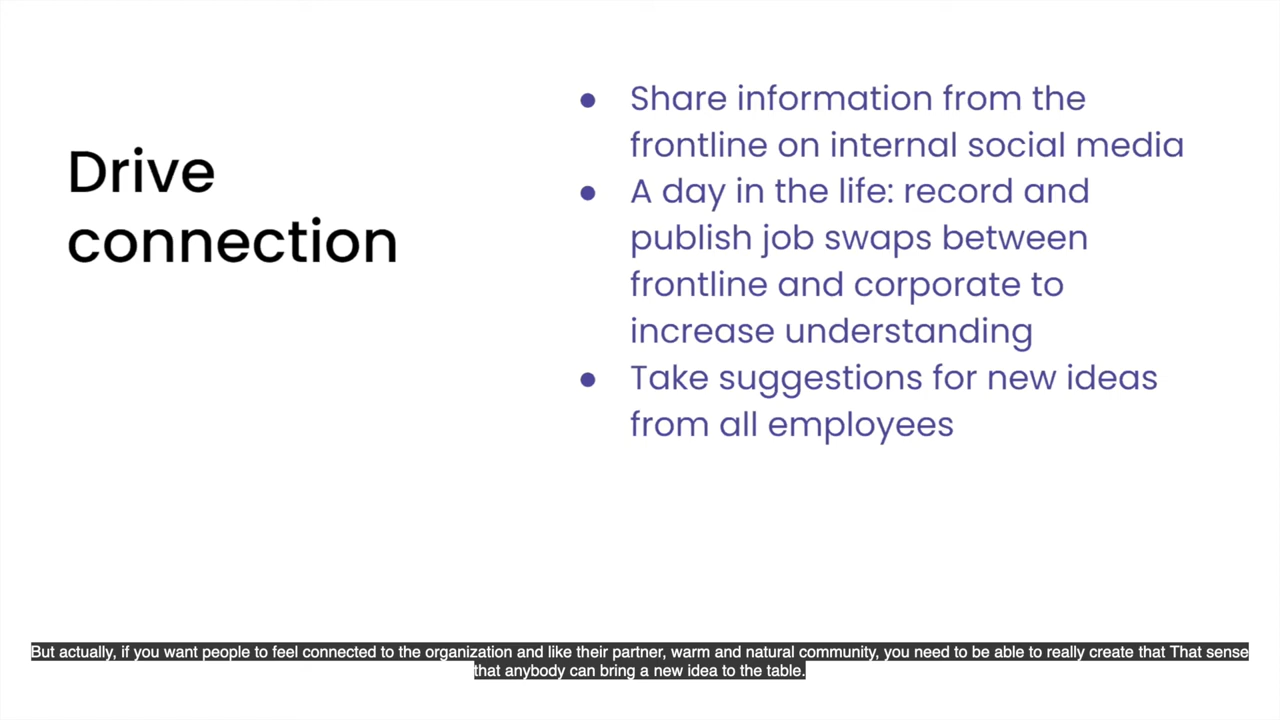 Drive
connection
● Share information from the
frontline on internal social media
● A day in the life: record and
publish job swaps between
frontline and corporate to
increase understanding
● Take suggestions for new ideas
from all employees
But actually, if you want people to feel connected to the organization and like their partner, warm and natural community, you need to be able to really create that That sense
that anybody can bring a new idea to the table.